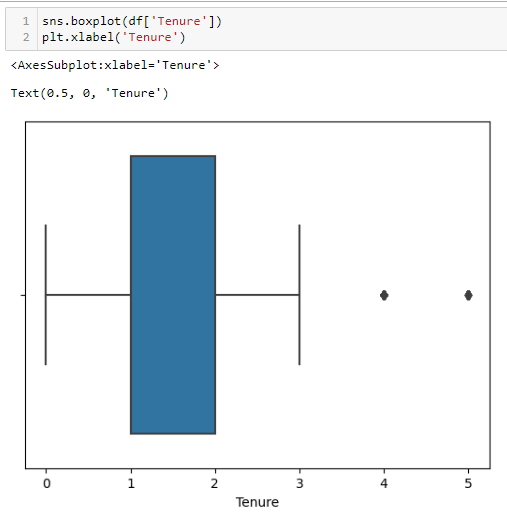 1 sns.boxplot(df['Tenure'])
2 plt.xlabel('Tenure')
<AxesSubplot:xlabel='Tenure'>
Text(0.5, 0, 'Tenure')
0 1 2 3 4 5
Tenure